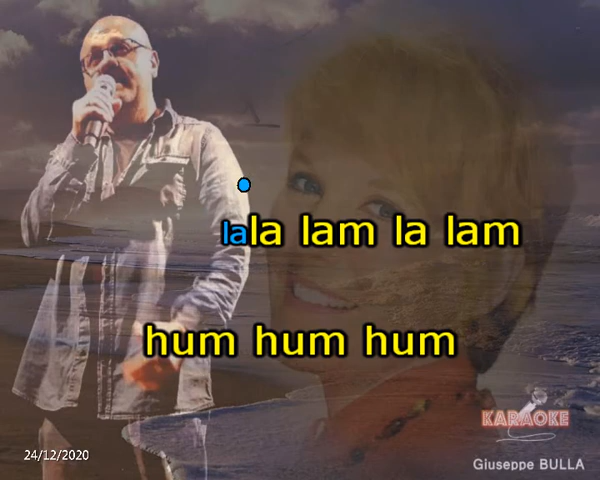 lala lam la lam
hum hum hum
KARAOKE
24/12/2020
Giuseppe BULLA